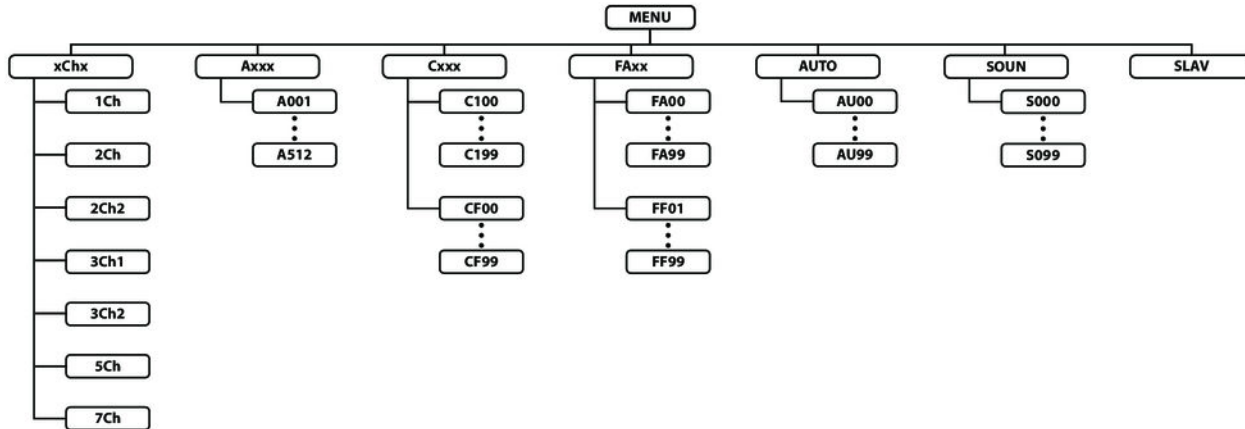 MENU
xChx
Axxx
Cxxx
FAxx
AUTO
SOUN
SLAV
1Ch
A001
C100
FA00
AU00
S000
2Ch
A512
C199
FA99
AU99
S099
2Ch2
CF00
FF01
3Ch1
CF99
FF99
3Ch2
5Ch
7Ch